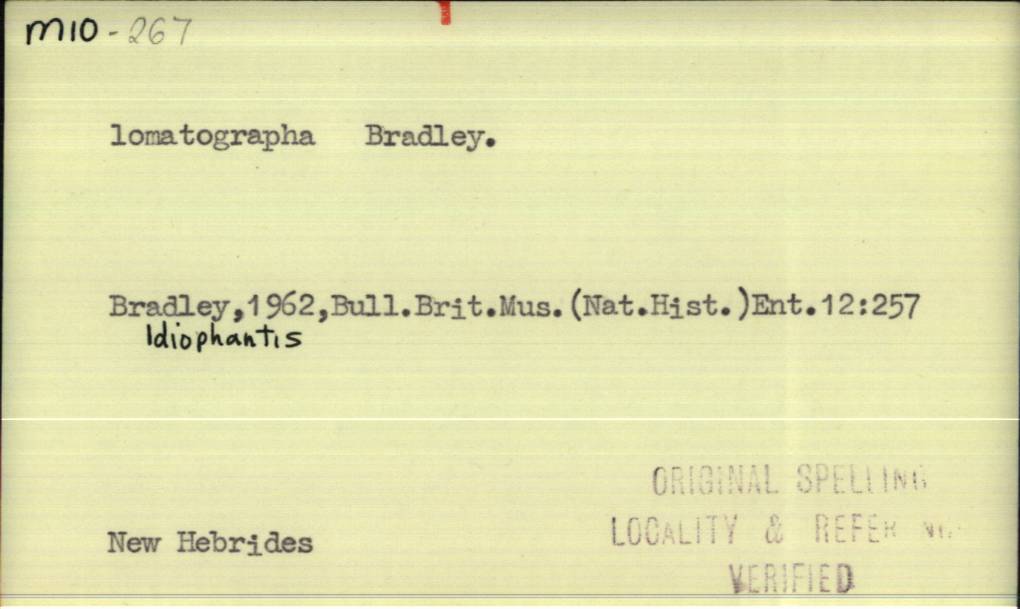 M10-267
lomatographa Bradley.
Bradley,1962,Bull.Brit.Mus.(Nat.Hist.)Ent.12:257
Idiophantis
ORIGINAL SPELLING
New Hebrides
LOCALITY &
VERIFIED